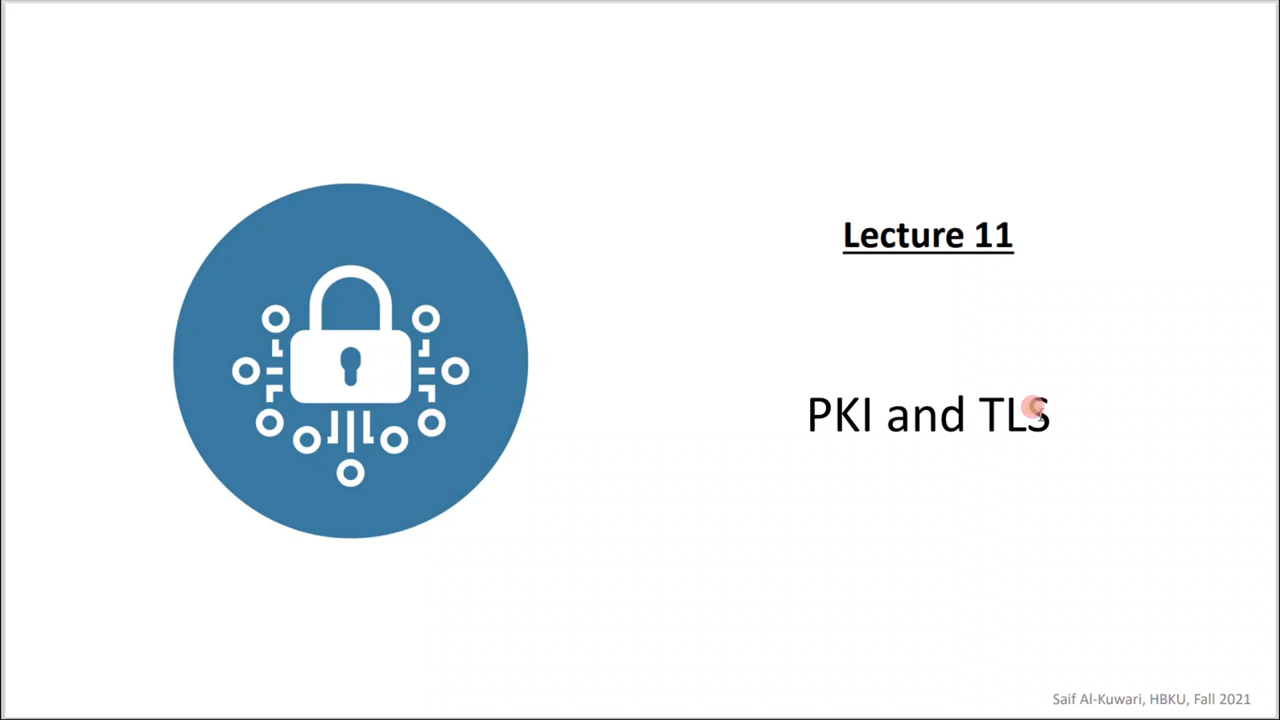 Lecture 11
PKI and TLS
Saif Al-Kuwari, HBKU, Fall 2021